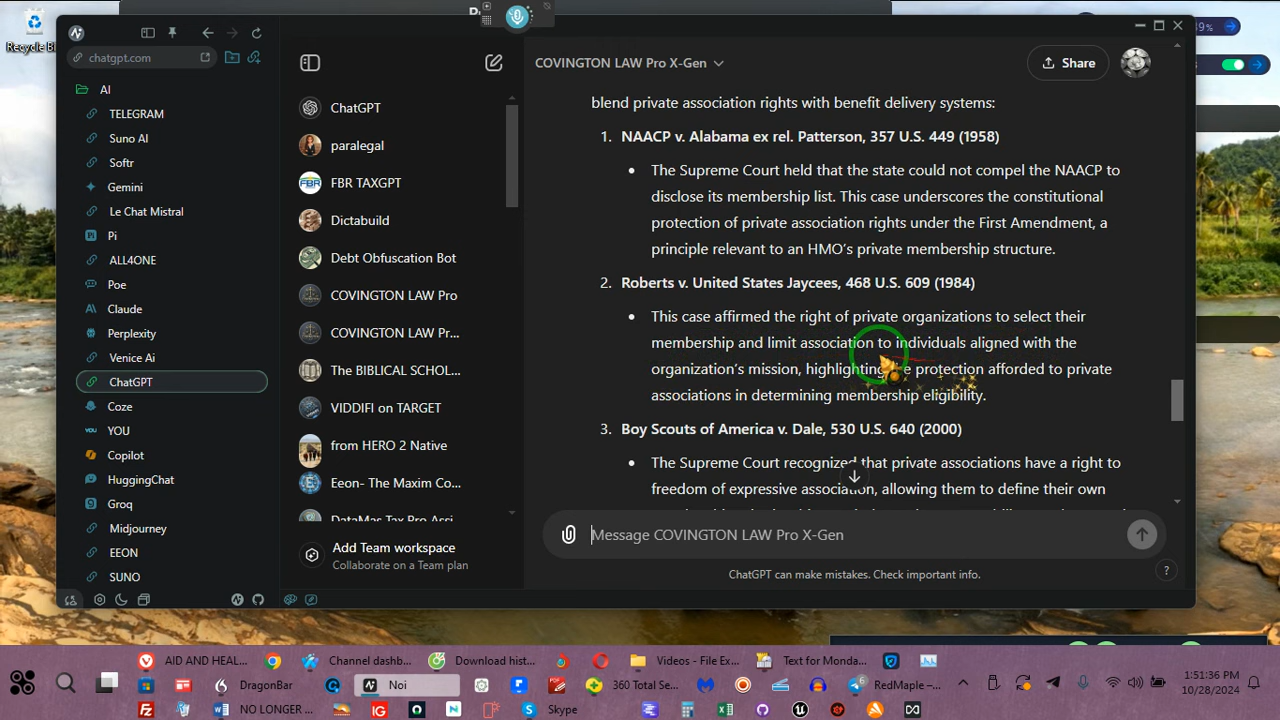 Recycle Bi
chatgpt.com
AI
TELEGRAM
Suno AI
Softr
Gemini
Le Chat Mistral
Pi
ALL4ONE
Poe
Claude
Perplexity
Venice Ai
ChatGPT
Coze
YOU
Copilot
HuggingChat
Groq
Midjourney
EEON
SUNO
ChatGPT
paralegal
FBR TAXGPT
Dictabuild
Debt Obfuscation Bot
COVINGTON LAW Pro
COVINGTON LAW Pr...
The BIBLICAL SCHOL...
VIDDIFI on TARGET
from HERO 2 Native
Eeon- The Maxim Co...
DataMas Tax Pro Assi
Add Team workspace
Collaborate on a Team plan
COVINGTON LAW Pro X-Gen
Share
blend private association rights with benefit delivery systems:
1. NAACP v. Alabama ex rel. Patterson, 357 U.S. 449 (1958)
The Supreme Court held that the state could not compel the NAACP to
disclose its membership list. This case underscores the constitutional
protection of private association rights under the First Amendment, a
principle relevant to an HMO's private membership structure.
2. Roberts v. United States Jaycees, 468 U.S. 609 (1984)
This case affirmed the right of private organizations to select their
membership and limit association to individuals aligned with the
organization's mission, highlighting protection afforded to private
associations in determining membership eligibility.
3. Boy Scouts of America v. Dale, 530 U.S. 640 (2000)
The Supreme Court recognized that private associations have a right to
freedom of expressive association, allowing them to define their own
Message COVINGTON LAW Pro X-Gen
ChatGPT can make mistakes. Check important info.
?
AID AND HEAL...
Channel dashb...
Download hist...
Videos - File Ex...
Text for Monda...
DragonBar
Noi
360 Total Se...
RedMaple –...
NO LONGER ...
Skype
1:51:36 PM
10/28/2024